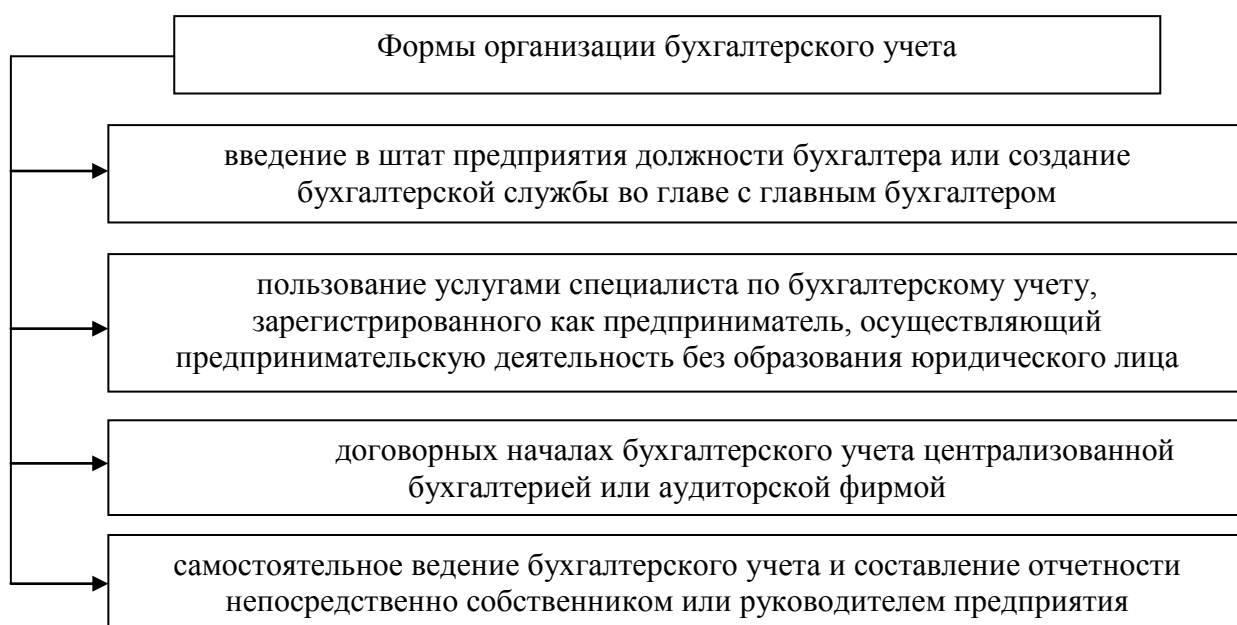 Формы организации бухгалтерского учета
введение в штат предприятия должности бухгалтера или создание
бухгалтерской службы во главе с главным бухгалтером
пользование услугами специалиста по бухгалтерскому учету,
зарегистрированного как предприниматель, осуществляющий
предпринимательскую деятельность без образования юридического лица
договорных началах бухгалтерского учета централизованной
бухгалтерией или аудиторской фирмой
самостоятельное ведение бухгалтерского учета и составление отчетности
непосредственно собственником или руководителем предприятия